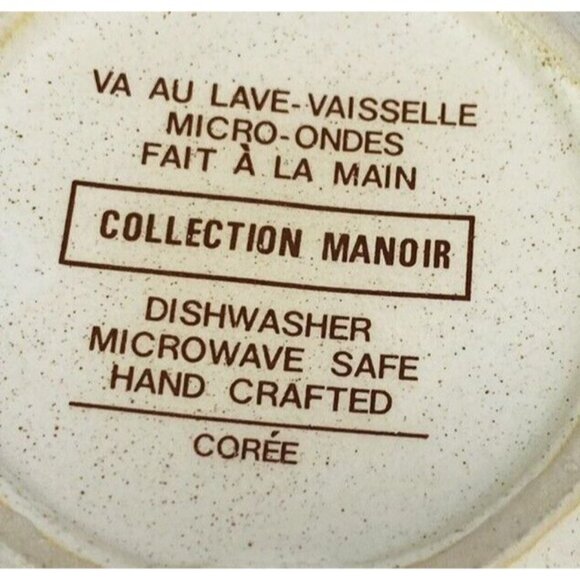 VA AU LAVE-VAISSELLE
MICRO-ONDES
FAIT À LA MAIN
COLLECTION MANOIR
DISHWASHER
MICROWAVE SAFE
HAND CRAFTED
CORÉE